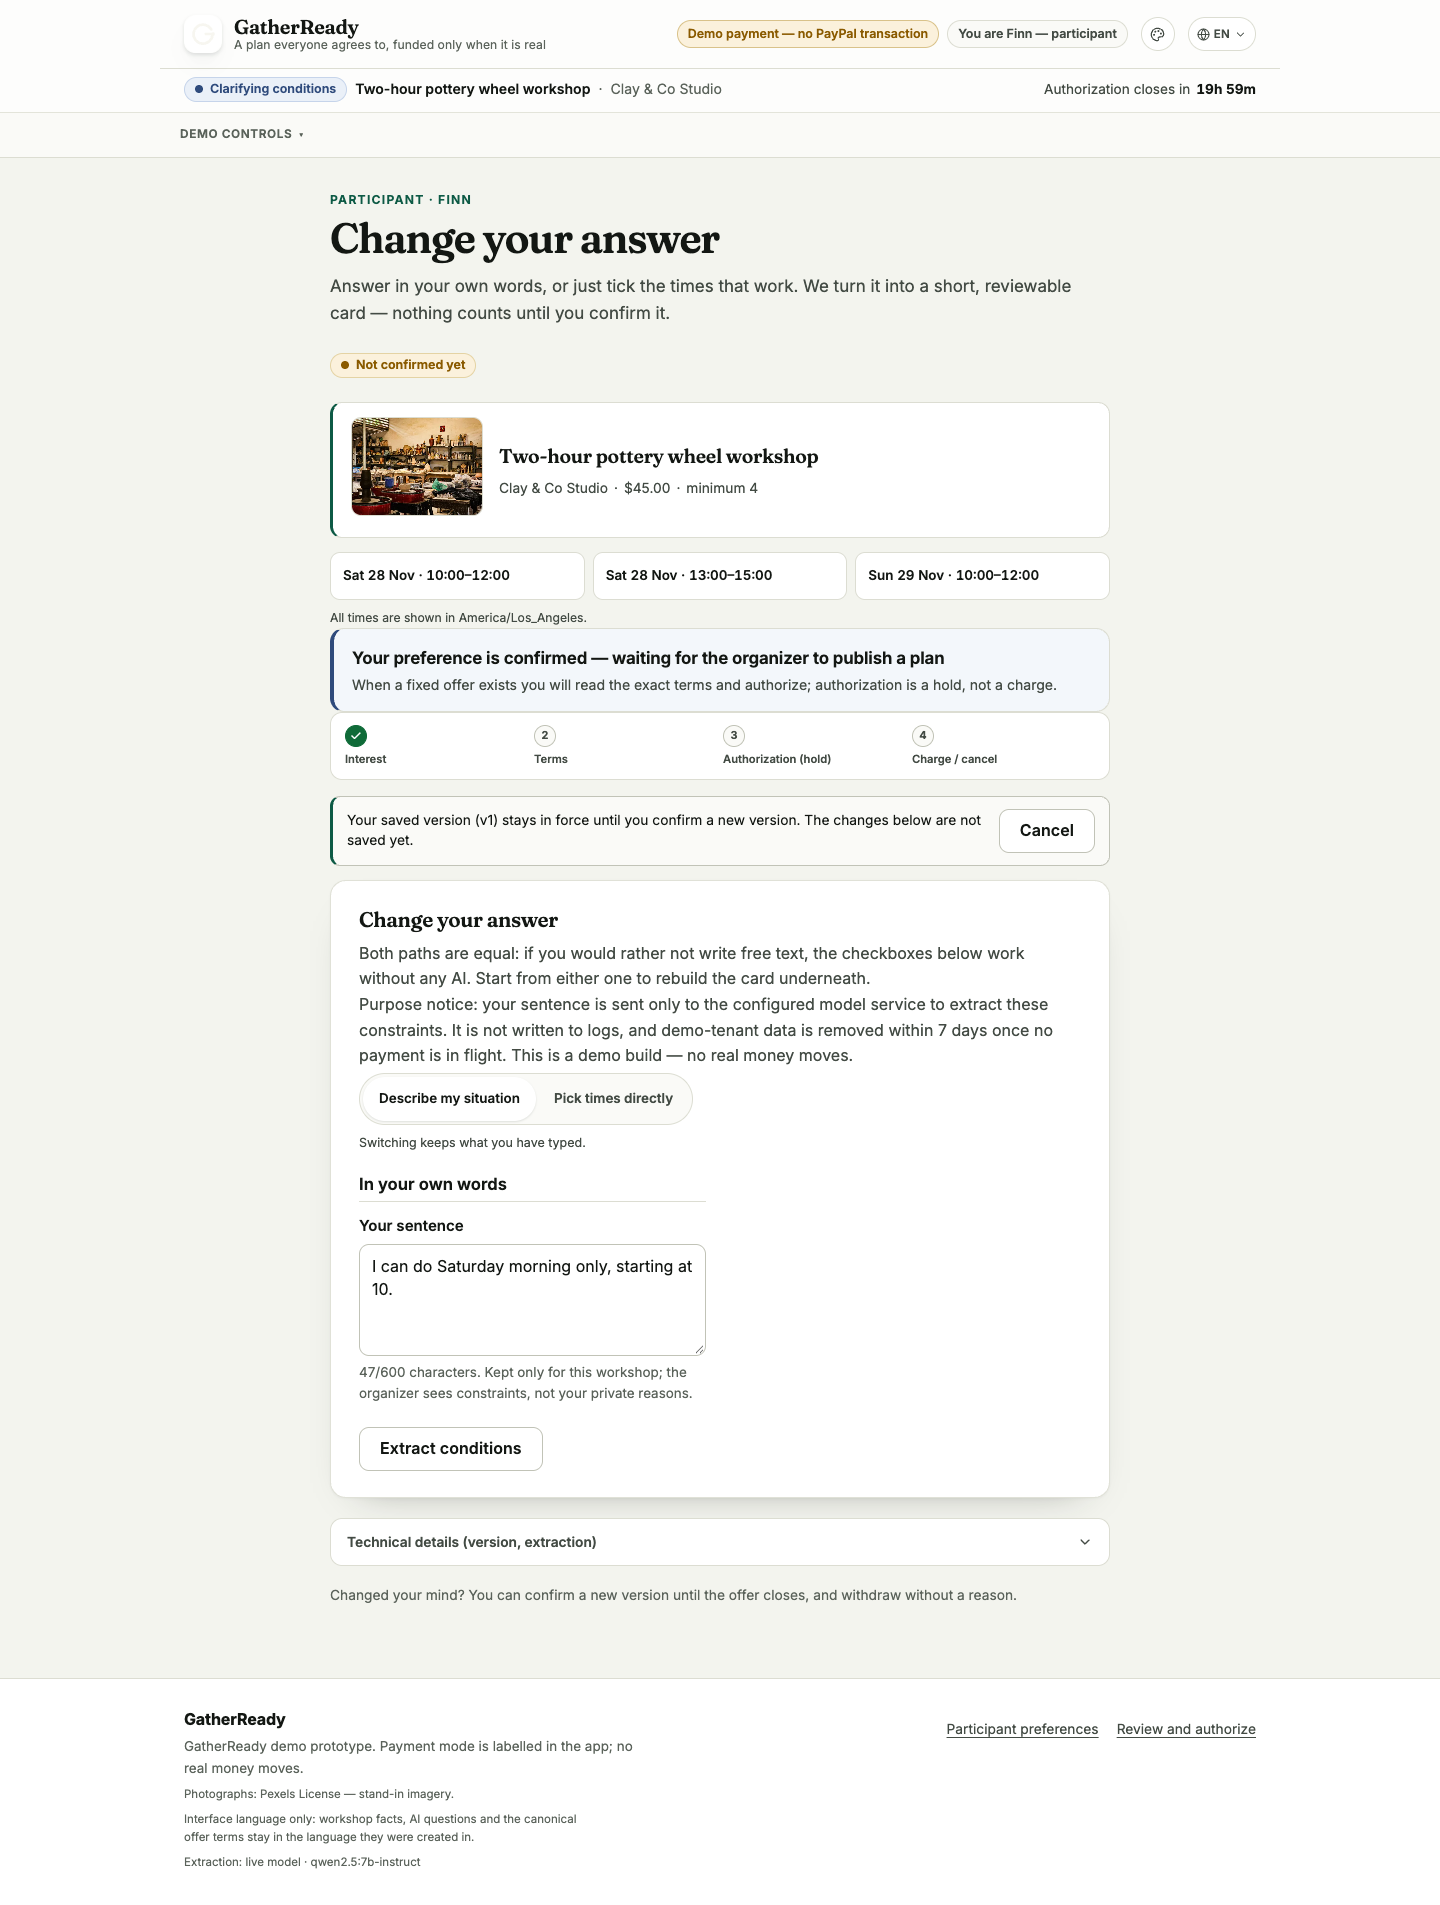 GatherReady
A plan everyone agrees to, funded only when it is real
Demo payment — no PayPal transaction
You are Finn — participant
EN
Clarifying conditions
Two-hour pottery wheel workshop · Clay & Co Studio
Authorization closes in 19h 59m
DEMO CONTROLS
PARTICIPANT · FINN
Change your answer
Answer in your own words, or just tick the times that work. We turn it into a short, reviewable
card — nothing counts until you confirm it.
Not confirmed yet
Two-hour pottery wheel workshop
Clay & Co Studio · $45.00 · minimum 4
Sat 28 Nov · 10:00–12:00
Sat 28 Nov · 13:00–15:00
Sun 29 Nov · 10:00–12:00
All times are shown in America/Los_Angeles.
Your preference is confirmed — waiting for the organizer to publish a plan
When a fixed offer exists you will read the exact terms and authorize; authorization is a hold, not a charge.
2
3
4
Interest
Terms
Authorization (hold)
Charge / cancel
Your saved version (v1) stays in force until you confirm a new version. The changes below are not
saved yet.
Cancel
Change your answer
Both paths are equal: if you would rather not write free text, the checkboxes below work
without any AI. Start from either one to rebuild the card underneath.
Purpose notice: your sentence is sent only to the configured model service to extract these
constraints. It is not written to logs, and demo-tenant data is removed within 7 days once no
payment is in flight. This is a demo build — no real money moves.
Describe my situation
Pick times directly
Switching keeps what you have typed.
In your own words
Your sentence
I can do Saturday morning only, starting at
10.
47/600 characters. Kept only for this workshop; the
organizer sees constraints, not your private reasons.
Extract conditions
Technical details (version, extraction)
Changed your mind? You can confirm a new version until the offer closes, and withdraw without a reason.
GatherReady
GatherReady demo prototype. Payment mode is labelled in the app; no
real money moves.
Photographs: Pexels License — stand-in imagery.
Interface language only: workshop facts, AI questions and the canonical
offer terms stay in the language they were created in.
Extraction: live model · qwen2.5:7b-instruct
Participant preferences
Review and authorize